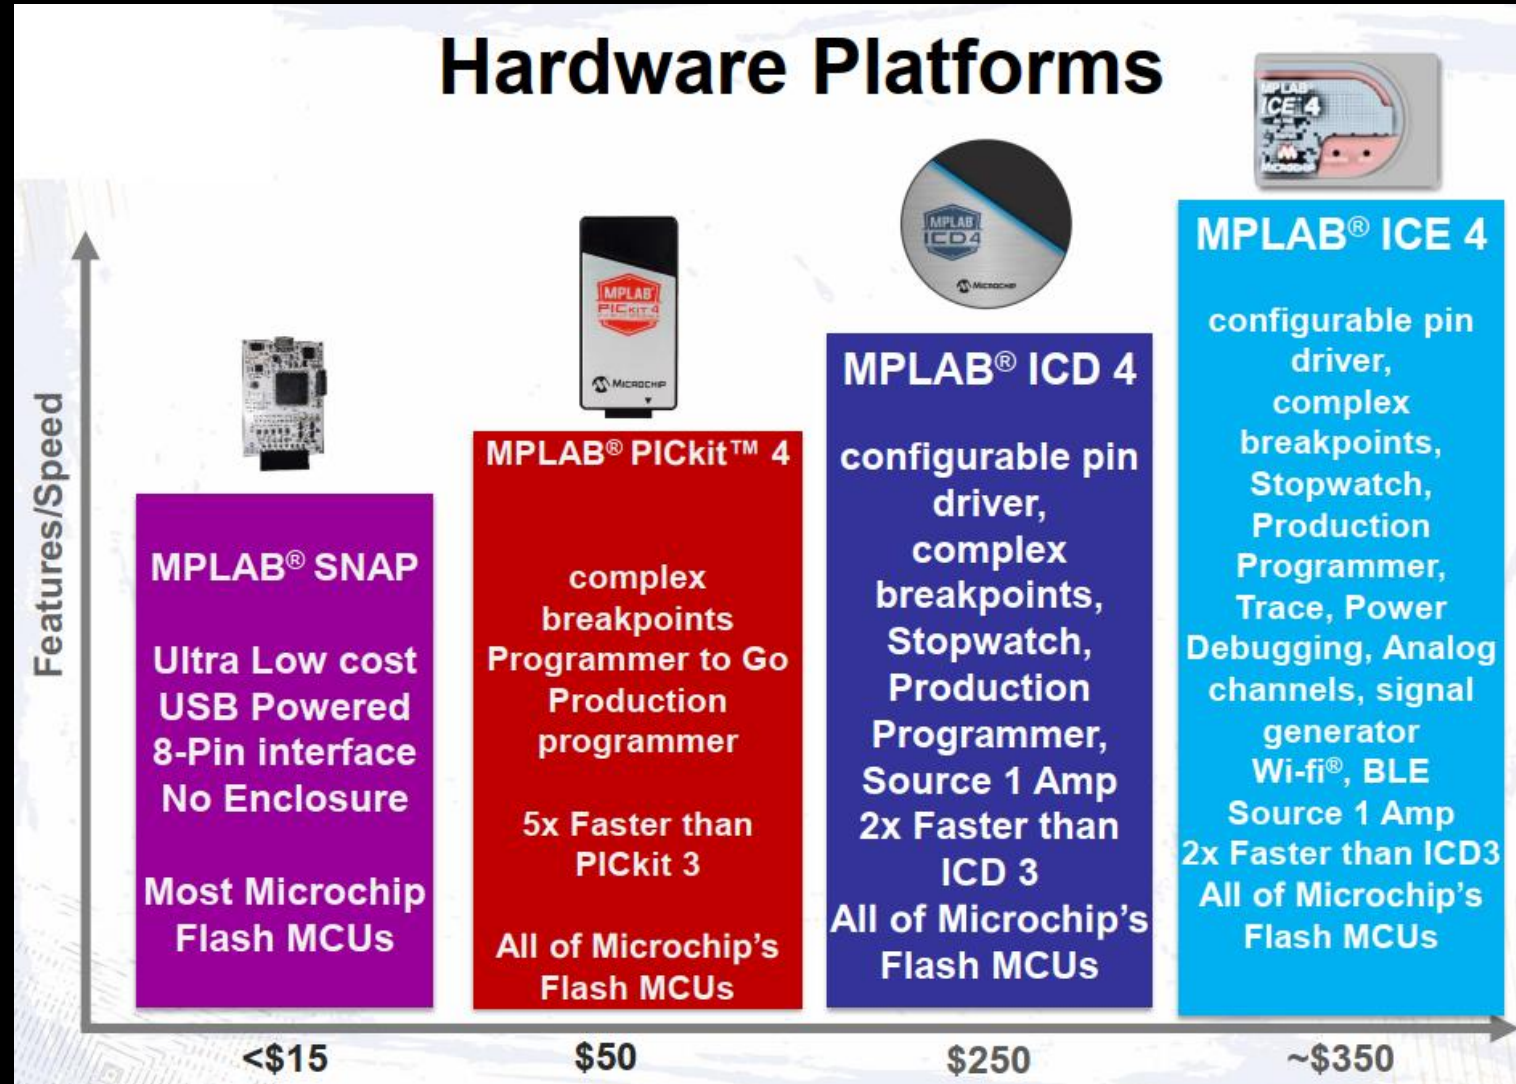 Hardware Platforms
MPLAB
ICE 4
MICROCHIP
MPLAB
ICD4
MICROCHIP
MPLAB
PICKIT 4
MICROCHIP
Features/Speed
MPLAB® SNAP
Ultra Low cost
USB Powered
8-Pin interface
No Enclosure
Most Microchip
Flash MCUs
MPLAB® PICkit™ 4
complex
breakpoints
Programmer to Go
Production
programmer
5x Faster than
PICkit 3
All of Microchip's
Flash MCUs
MPLAB® ICD 4
configurable pin
driver,
complex
breakpoints,
Stopwatch,
Production
Programmer,
Source 1 Amp
2x Faster than
ICD 3
All of Microchip's
Flash MCUs
MPLAB® ICE 4
configurable pin
driver,
complex
breakpoints,
Stopwatch,
Production
Programmer,
Trace, Power
Debugging, Analog
channels, signal
generator
Wi-fi®, BLE
Source 1 Amp
2x Faster than ICD3
All of Microchip's
Flash MCUs
<$15
$50
$250
~$350